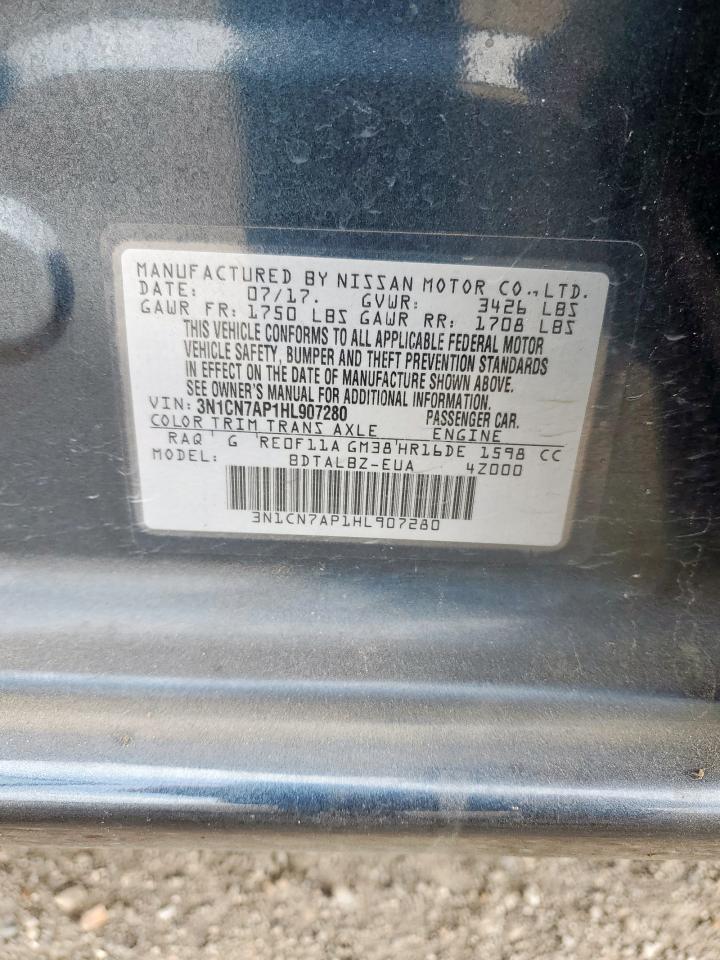 MANUFACTURED BY NISSAN MOTOR CO.,LTD.
DATE: 07/17. GVWR: 3426 LBS
GAWR FR: 1750 LBS GAWR RR: 1708 LBS
THIS VEHICLE CONFORMS TO ALL APPLICABLE FEDERAL MOTOR
VEHICLE SAFETY, BUMPER AND THEFT PREVENTION STANDARDS
IN EFFECT ON THE DATE OF MANUFACTURE SHOWN ABOVE.
SEE OWNER'S MANUAL FOR ADDITIONAL INFORMATION.
VIN: 3N1CN7AP1HL907280 PASSENGER CAR.
COLOR TRIM TRANS AXLE ENGINE
RAQ ' G ' RE0F11A GM38'HR16DE 1598 CC
MODEL: BDTALBZ-EUA 4Z000
3N1CN7AP1HL907280